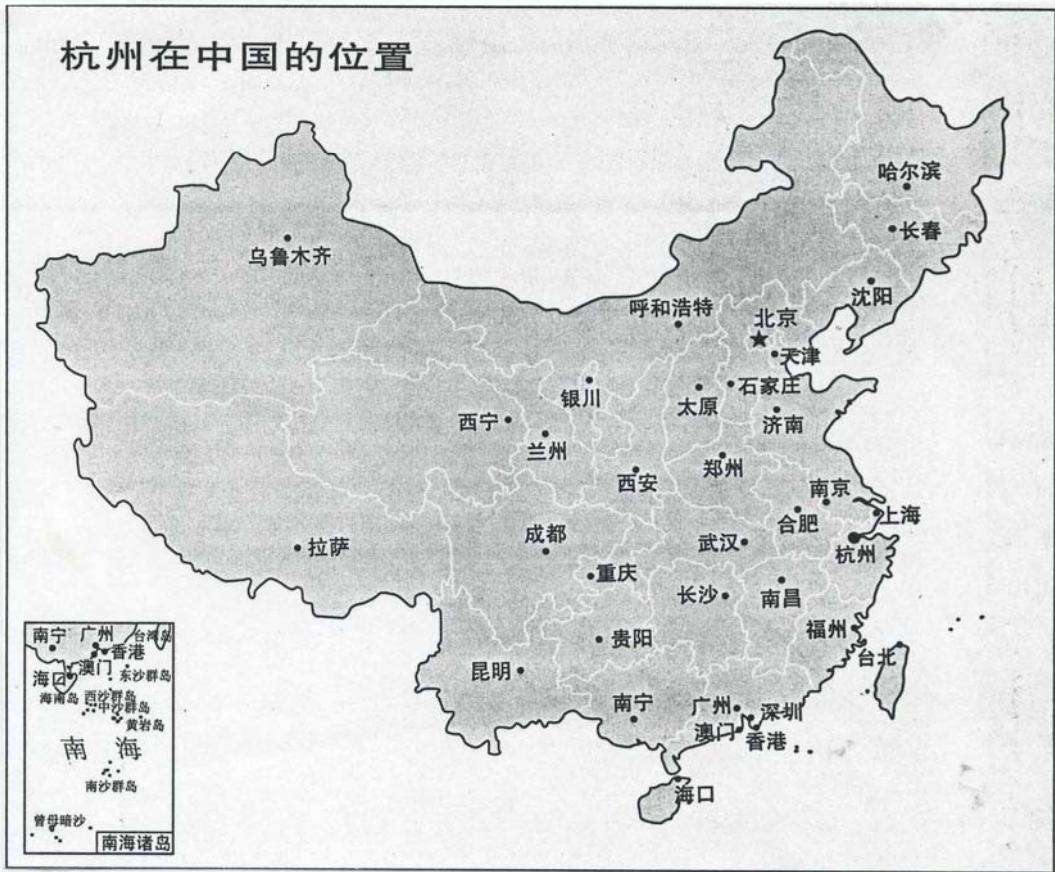 杭州在中国的位置
哈尔滨
长春
乌鲁木齐
沈阳
呼和浩特
北京
天津
银川
太原
石家庄
西宁
济南
兰州
郑州
西安
南京
合肥
上海
成都
武汉
杭州
拉萨
重庆
长沙
南昌
福州
贵阳
台北
昆明
南宁
广州
深圳
澳门
香港
海口
南宁
广州
台湾岛
香港
澳门
海口
东沙群岛
海南岛
西沙群岛
中沙群岛
黄岩岛
南海
南沙群岛
曾母暗沙
南海诸岛